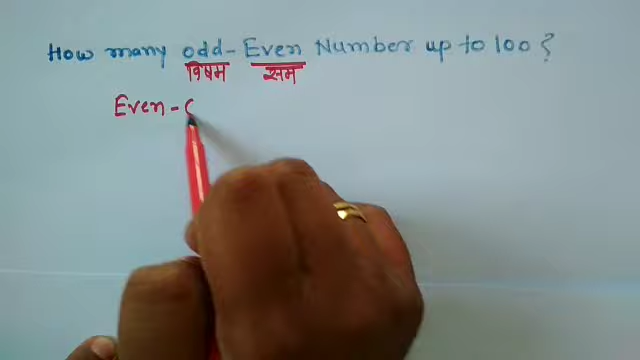 How many odd-Even Number up to 100?
विषम सम
Even -